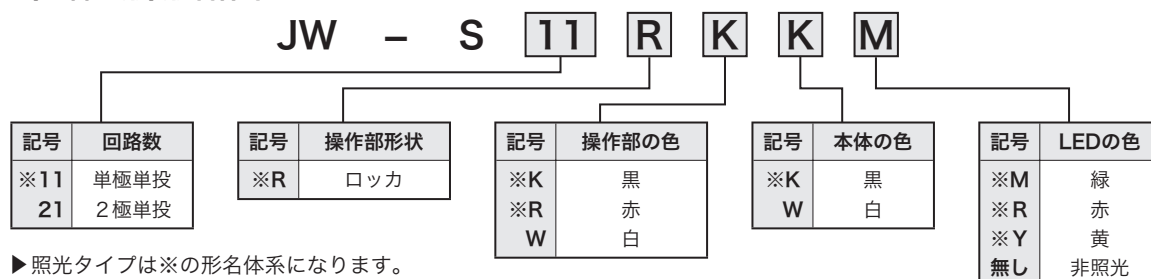 JW – S 11 R K K M
記号 回路数
※11 単極単投
21 2極単投
記号 操作部形状
※R ロッカ
記号 操作部の色
※K 黒
※R 赤
W 白
記号 本体の色
※K 黒
W 白
記号 LEDの色
※M 緑
※R 赤
※Y 黄
無し 非照光
▶照光タイプは※の形名体系になります。